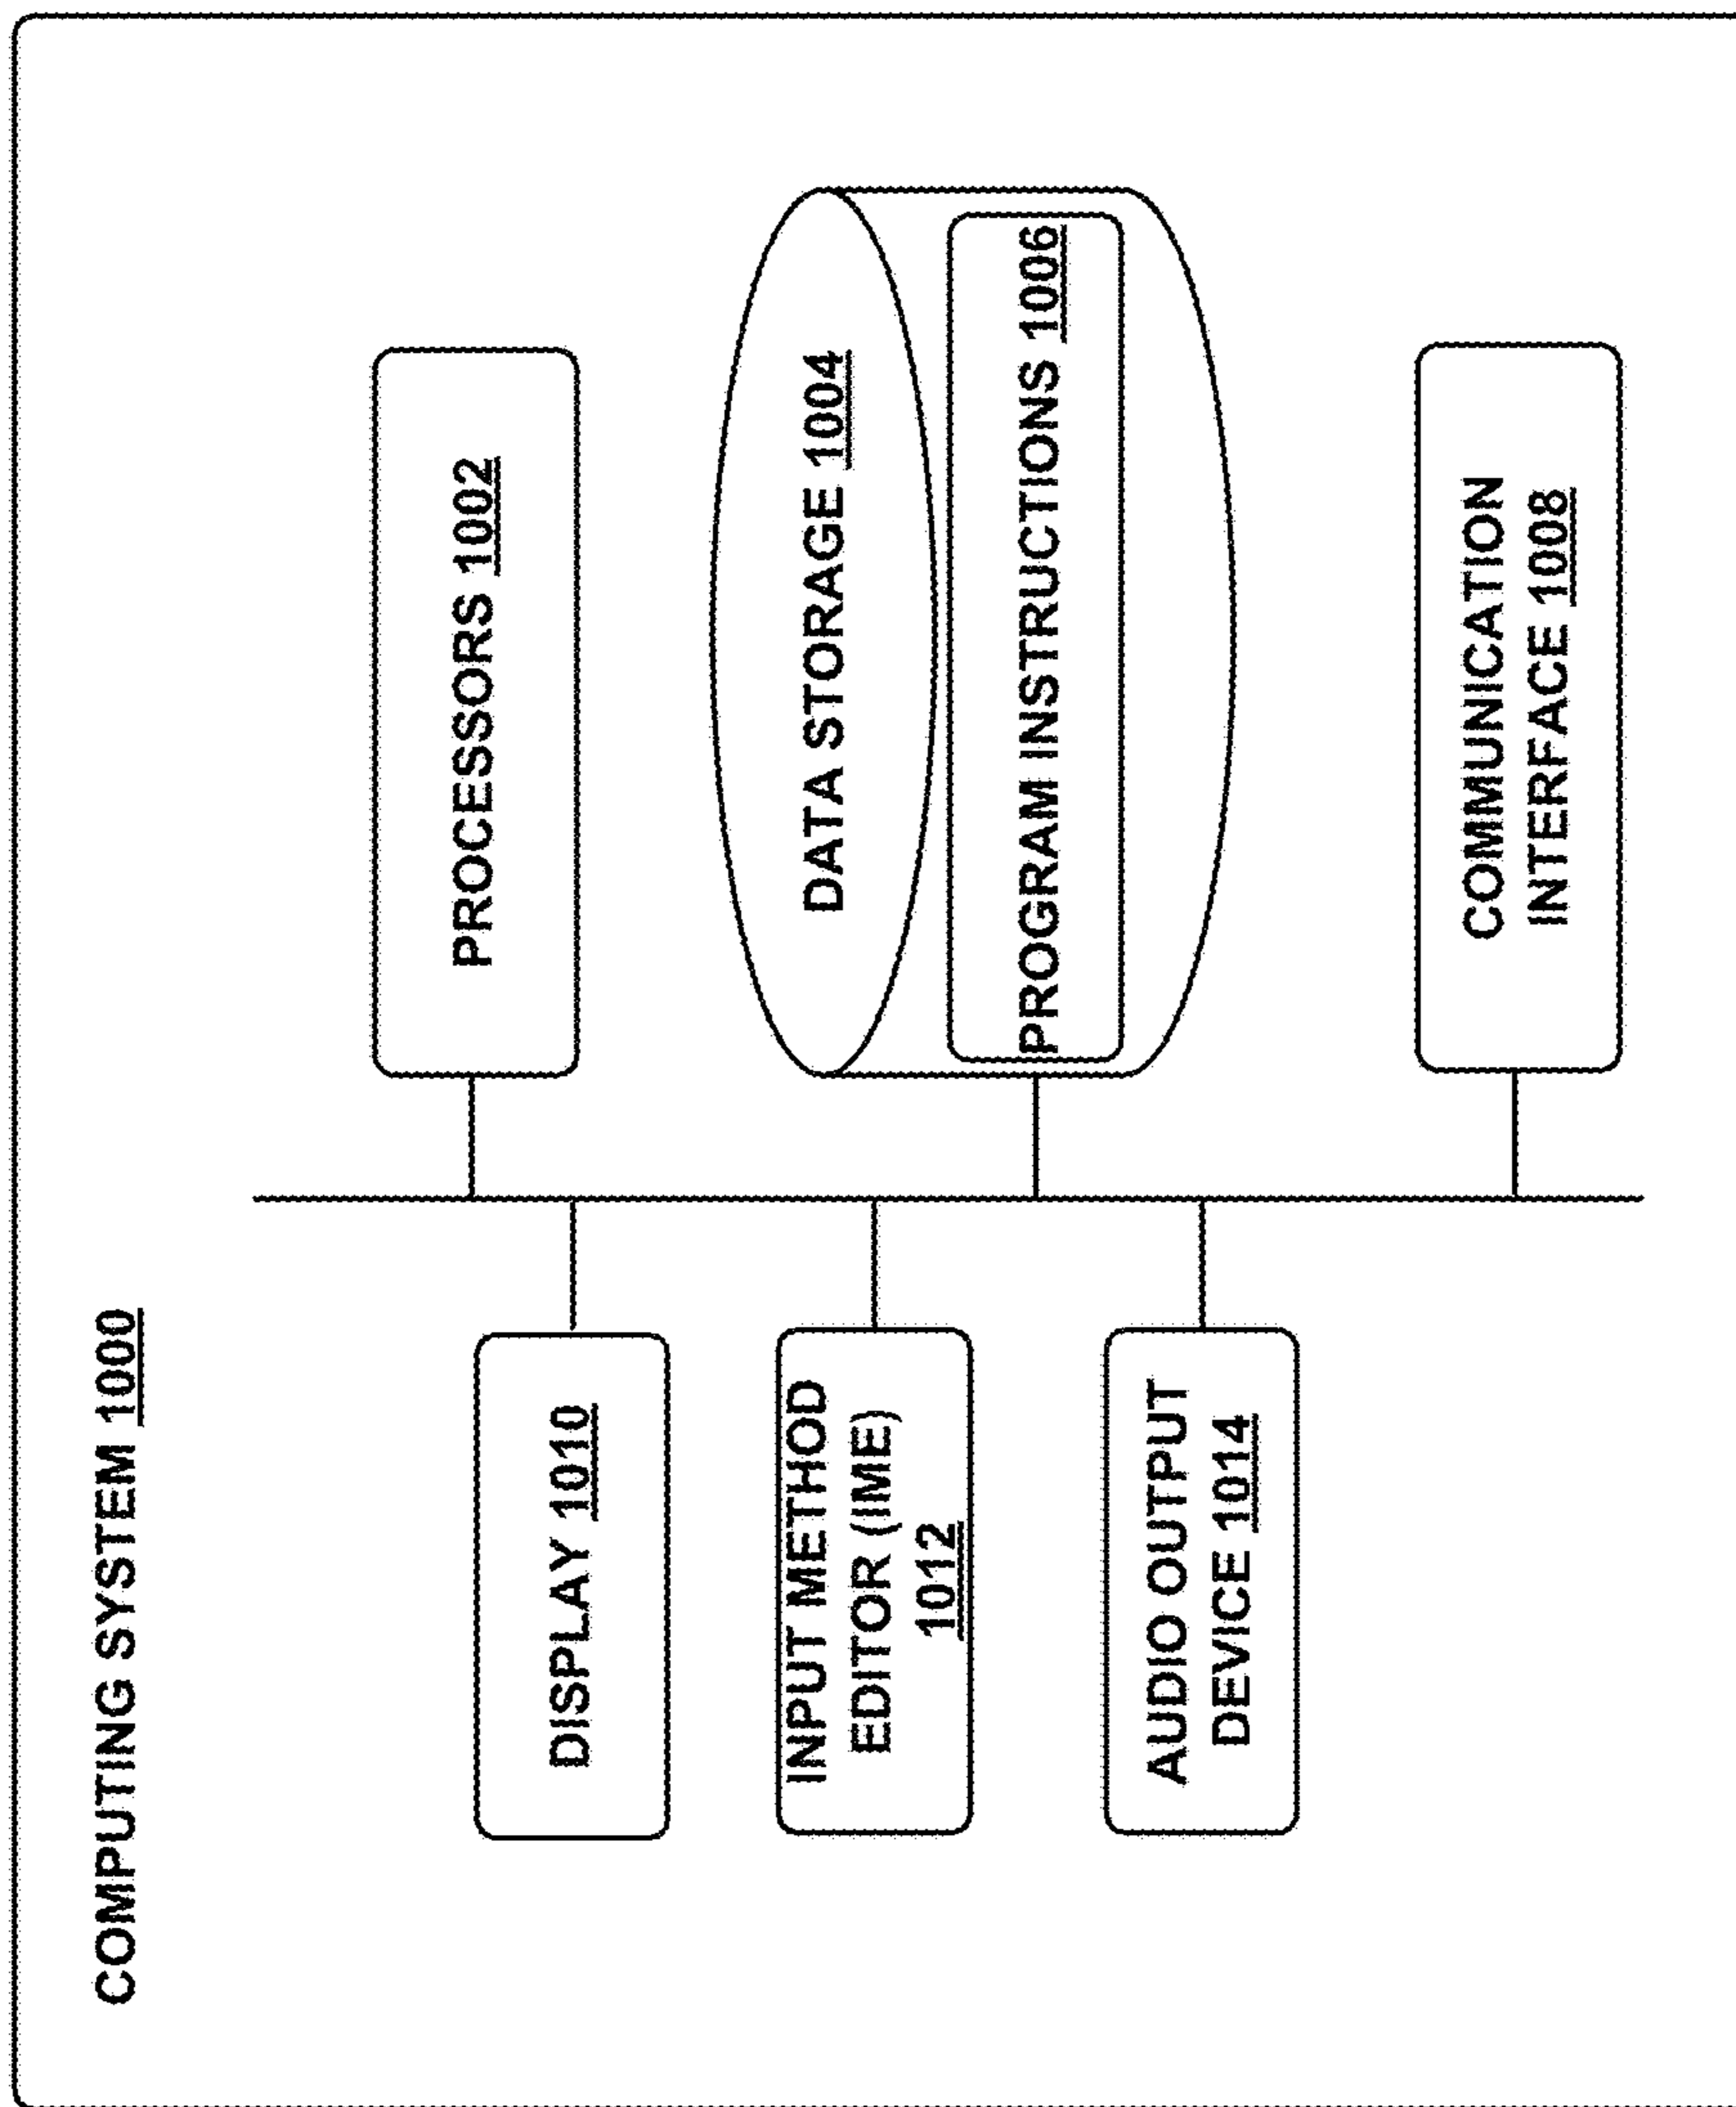 COMPUTING SYSTEM 1000
PROCESSORS 1002
DATA STORAGE 1004
PROGRAM INSTRUCTIONS 1006
COMMUNICATION
INTERFACE 1008
DISPLAY 1010
INPUT METHOD
EDITOR (IME)
1012
AUDIO OUTPUT
DEVICE 1014